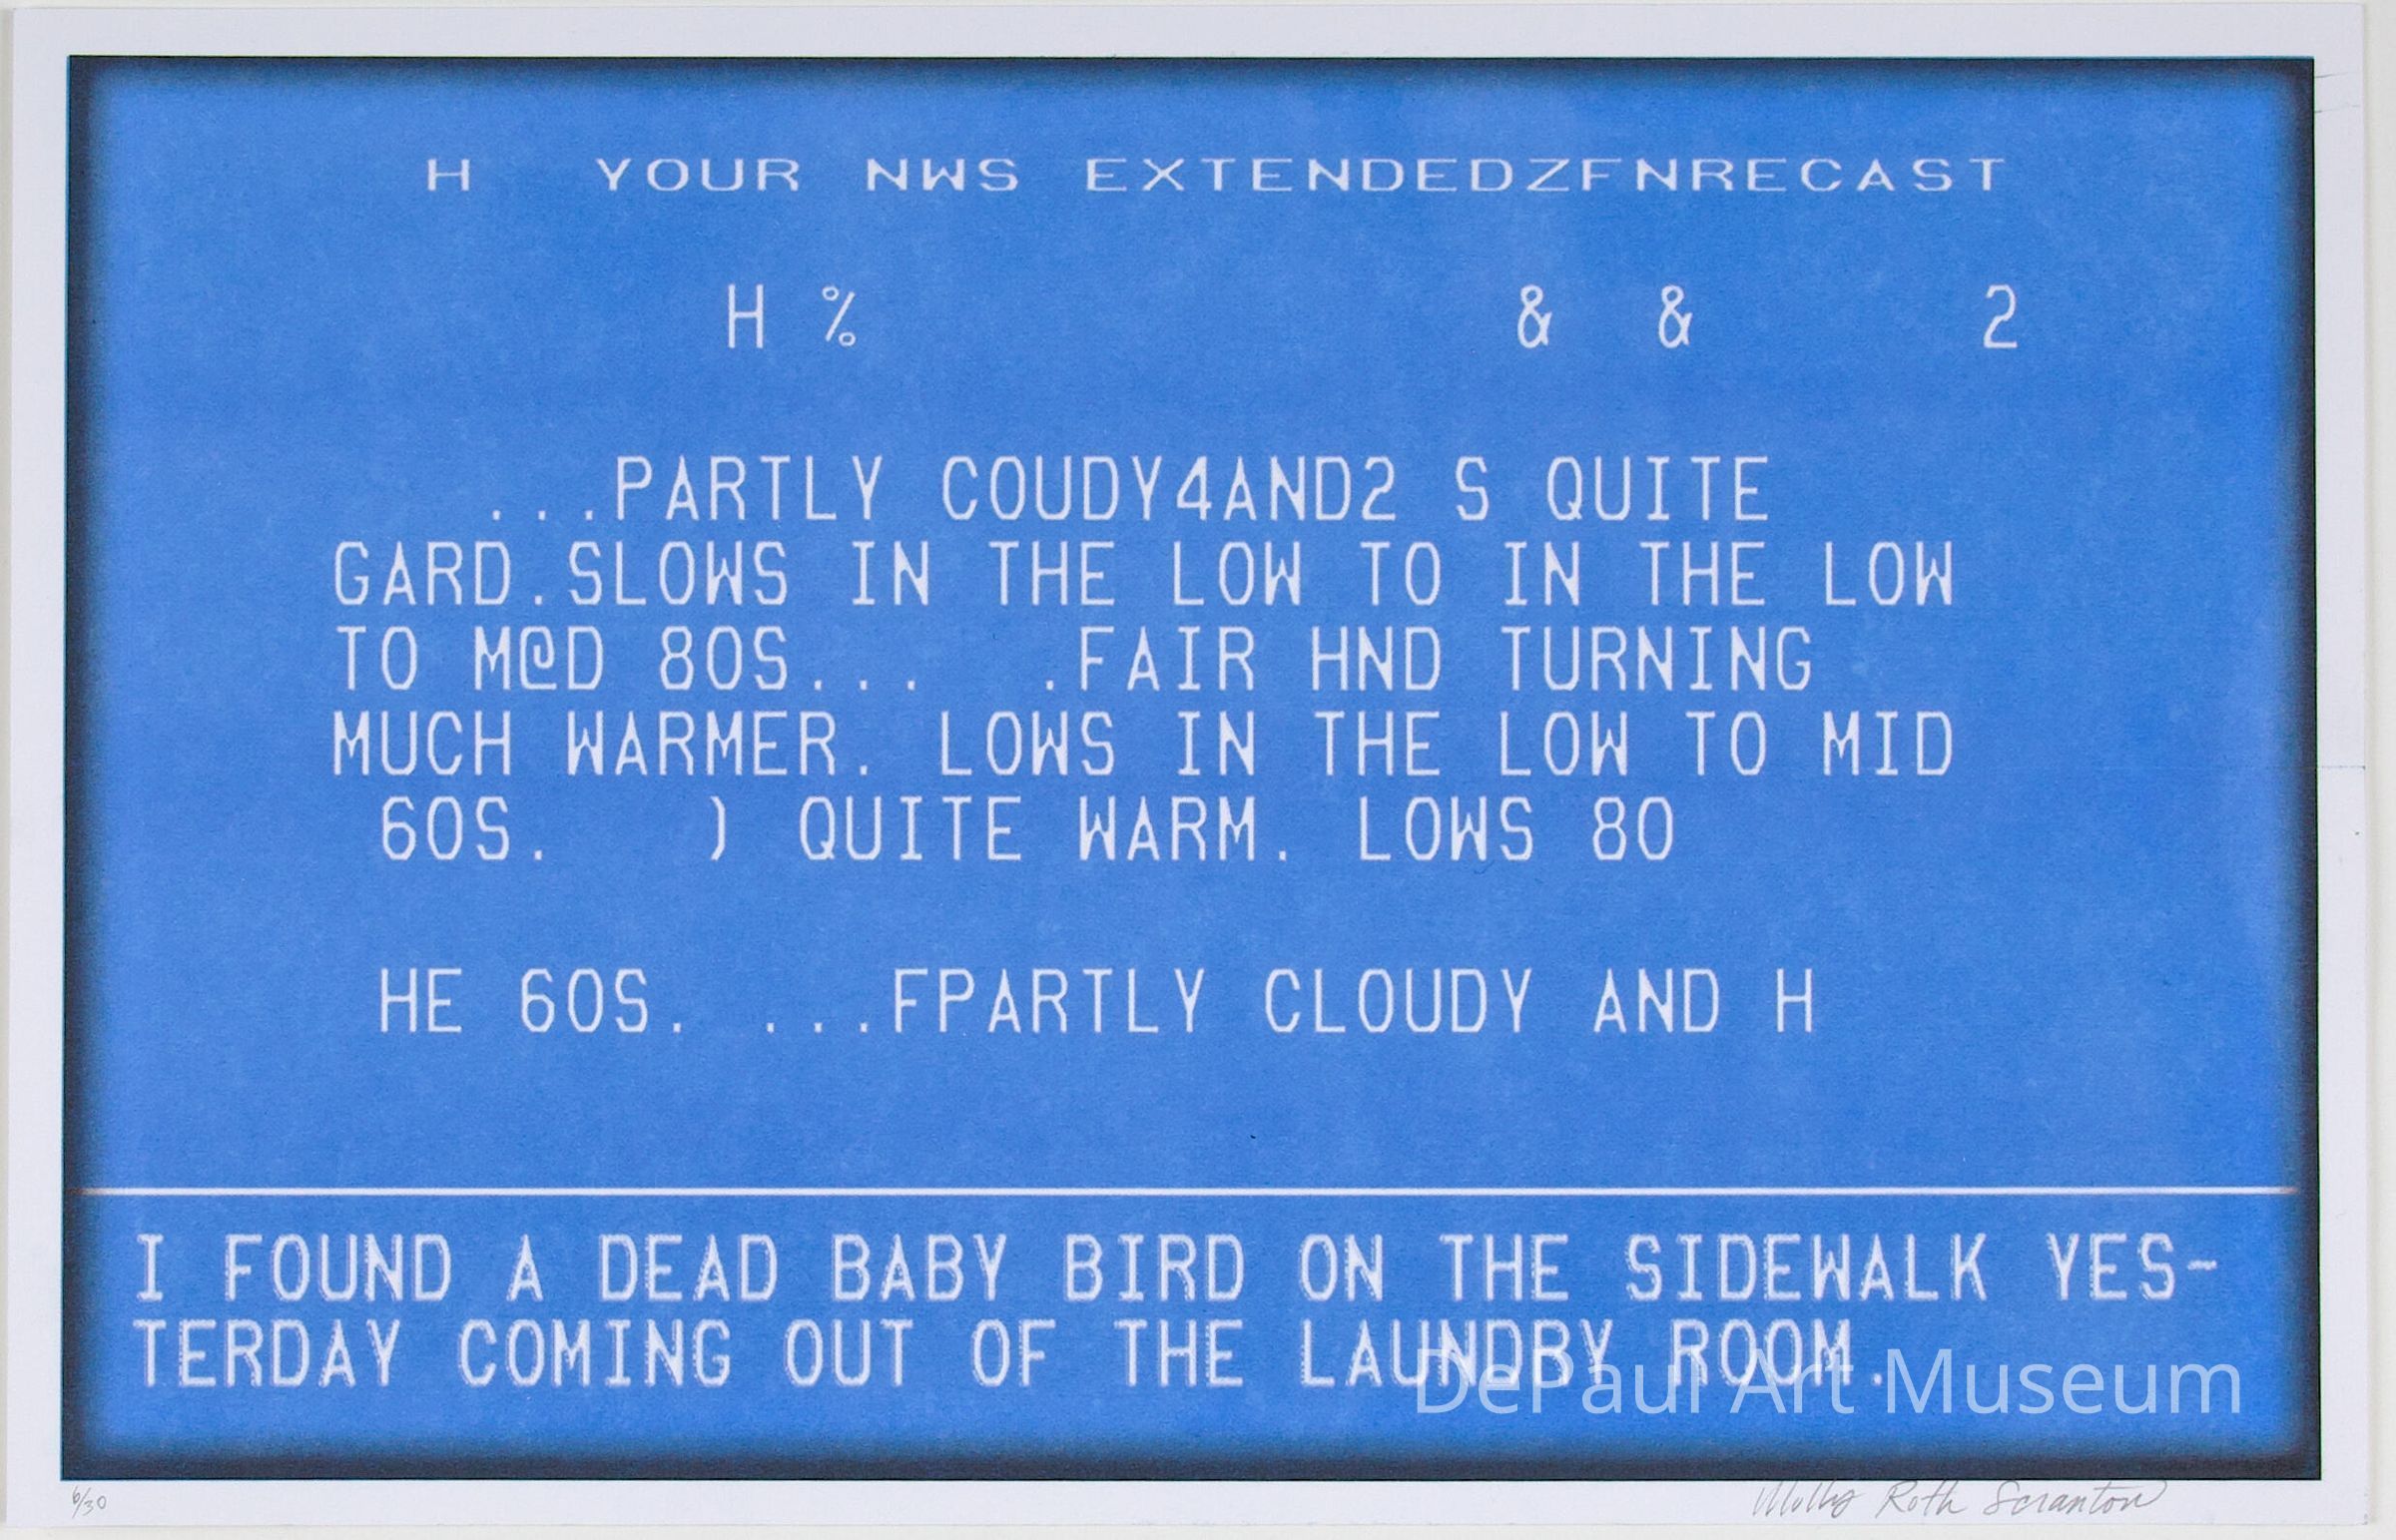 H  YOUR NWS EXTENDEDZFNRECAST
H %  & &  2
...PARTLY COUDY4AND2 S QUITE
GARD.SLOWS IN THE LOW TO IN THE LOW
TO M@D 80S...  .FAIR HND TURNING
MUCH WARMER. LOWS IN THE LOW TO MID
60S.  ) QUITE WARM. LOWS 80
HE 60S. ...FPARTLY CLOUDY AND H
I FOUND A DEAD BABY BIRD ON THE SIDEWALK YES-
TERDAY COMING OUT OF THE LAUNDBY ROOM.
DePaul Art Museum
6/30
Molly Roth Scranton